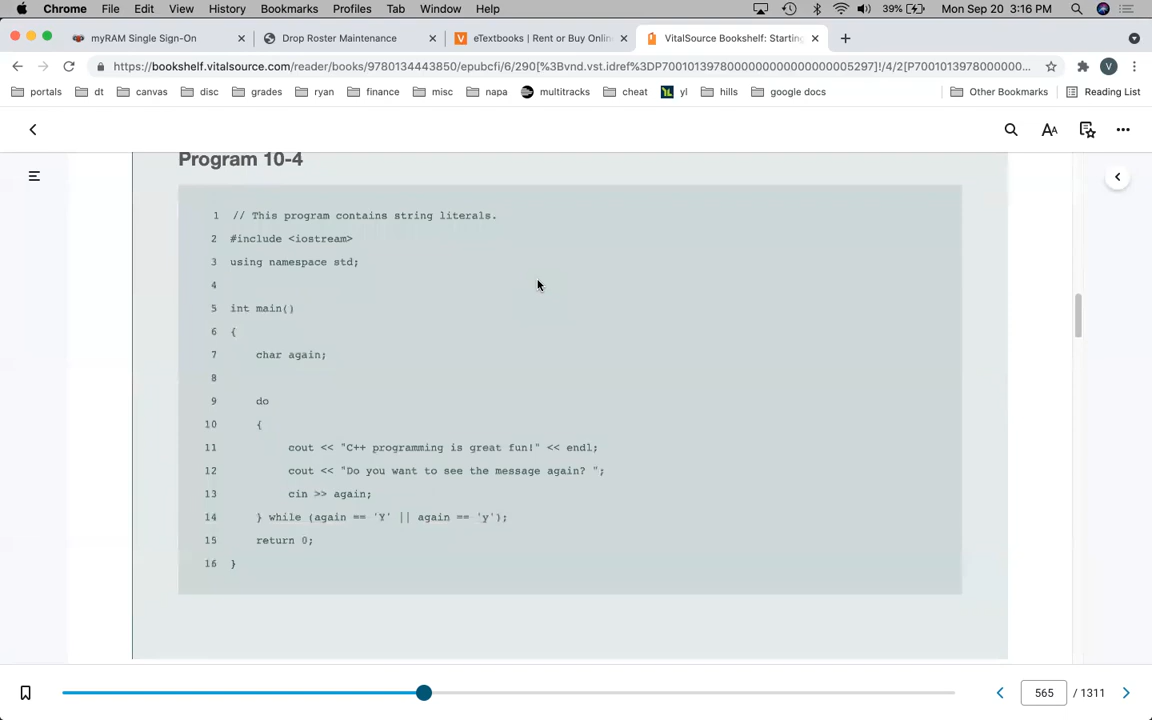 Chrome File Edit View History Bookmarks Profiles Tab Window Help 39% Mon Sep 20 3:16 PM
myRAM Single Sign-On Drop Roster Maintenance eTextbooks | Rent or Buy Onlin VitalSource Bookshelf: Starting
https://bookshelf.vitalsource.com/reader/books/9780134443850/epubcfi/6/290[%3Bvnd.vst.idref%3DP70010139780000000000000000005297]!/4/2[P7001013978000000...
portals dt canvas disc grades ryan finance misc napa multitracks cheat yl hills google docs Other Bookmarks Reading List
AA
Program 10-4
1 // This program contains string literals.
2 #include <iostream>
3 using namespace std;
4
5 int main()
6 {
7 char again;
8
9 do
10 {
11 cout << "C++ programming is great fun!" << endl;
12 cout << "Do you want to see the message again? ";
13 cin >> again;
14 } while (again == 'Y' || again == 'y');
15 return 0;
16 }
565 / 1311